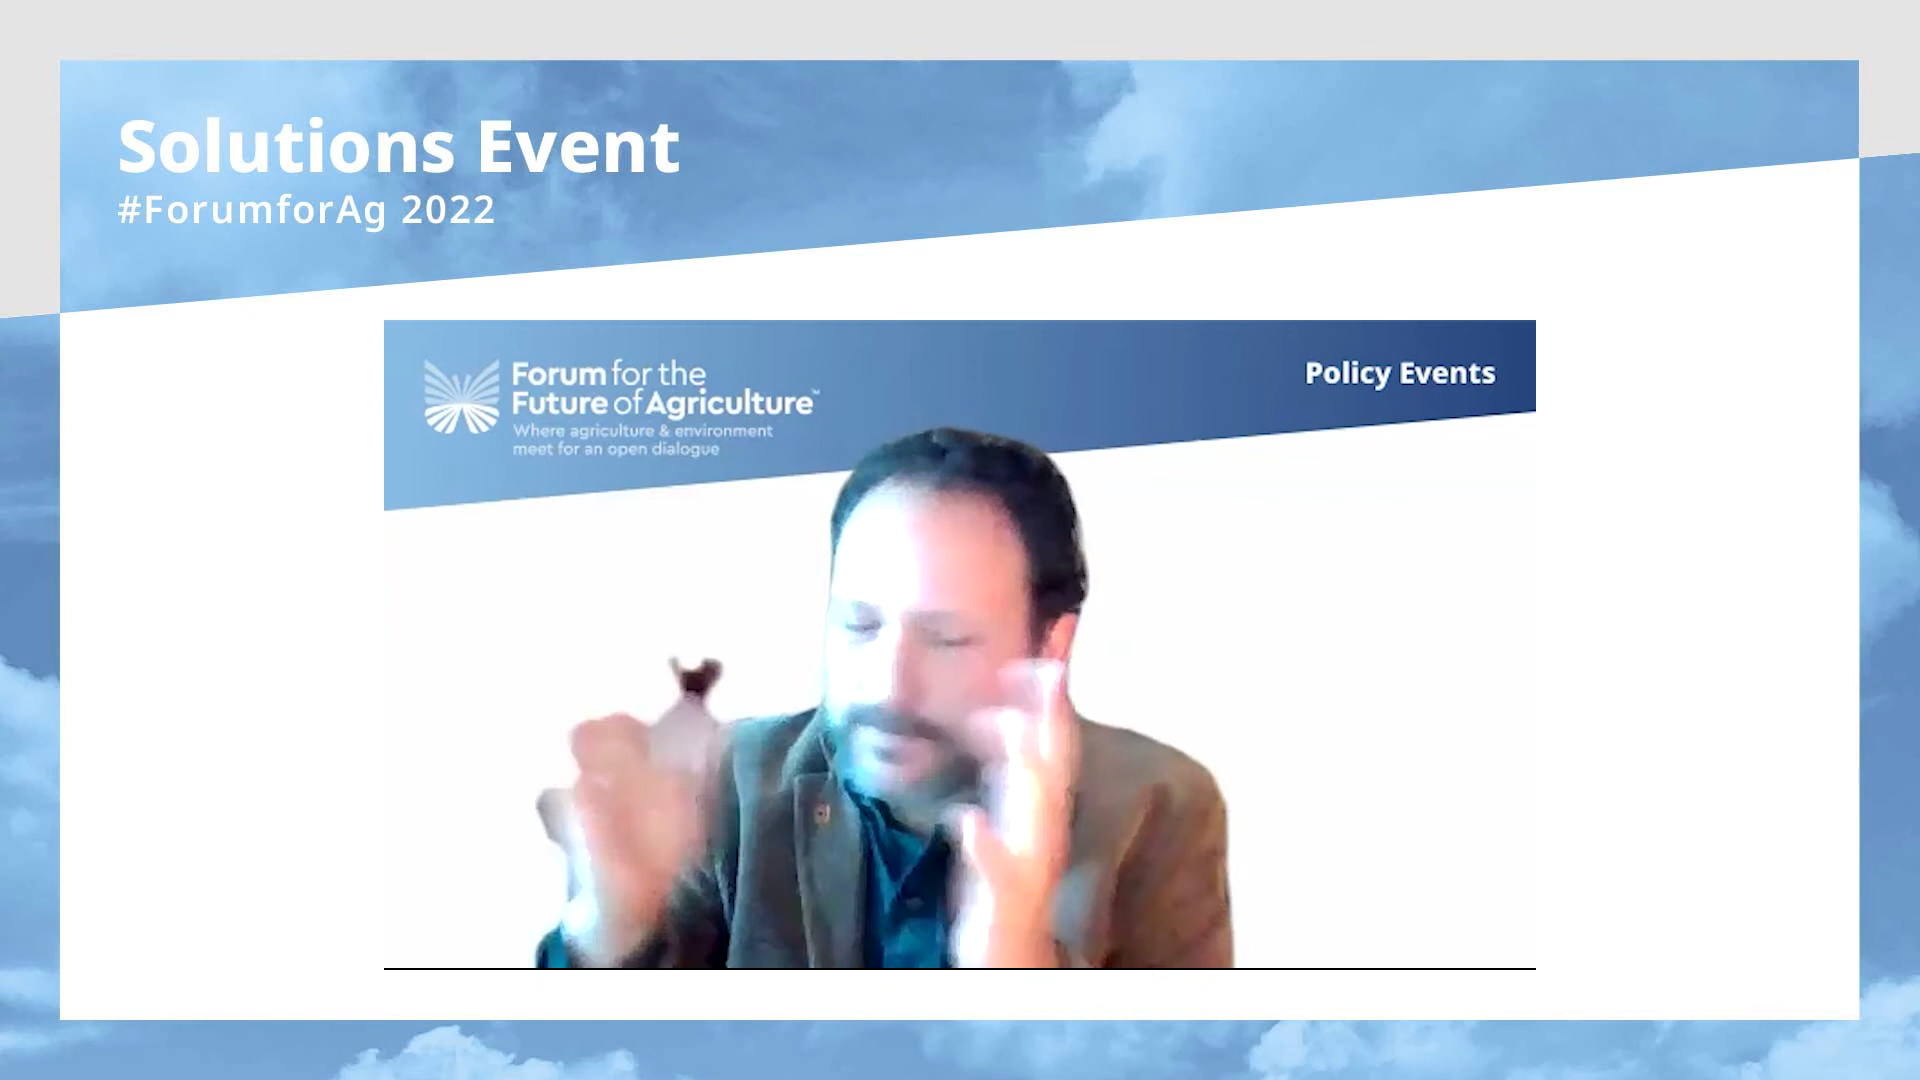 Solutions Event
#ForumforAg 2022
Forum for the
Future of Agriculture™
Where agriculture & environment
meet for an open dialogue
Policy Events